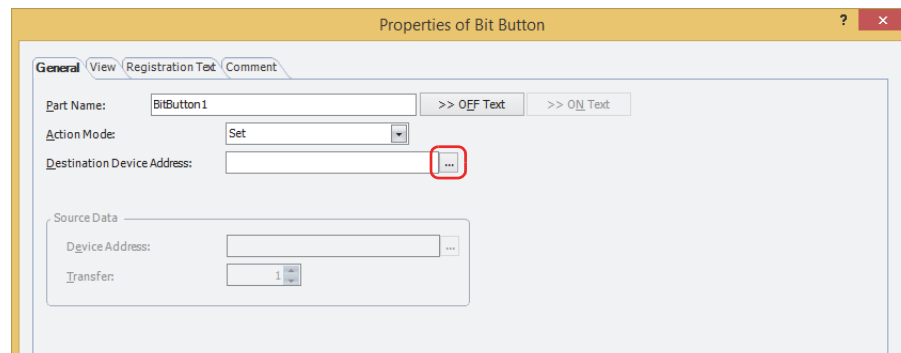 Properties of Bit Button
? ×
General View Registration Text Comment
Part Name: BitButton1 >> OFF Text >> ON Text
Action Mode: Set
Destination Device Address: ...
Source Data
Device Address: ...
Transfer: 1